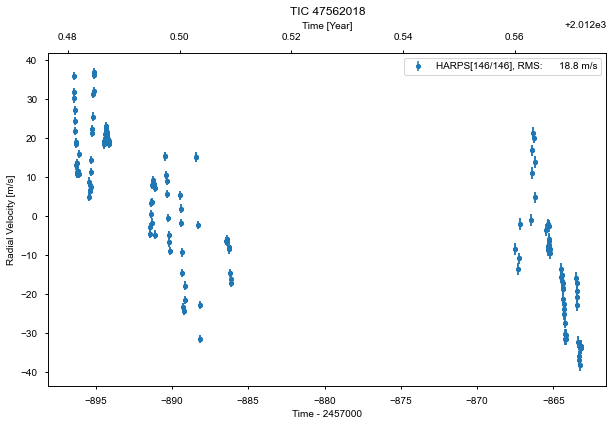 TIC 47562018
Time [Year]
+2.012e3
0.48 0.50 0.52 0.54 0.56
HARPS[146/146], RMS: 18.8 m/s
40
30
20
10
0
−10
−20
−30
−40
Radial Velocity [m/s]
−895 −890 −885 −880 −875 −870 −865
Time - 2457000